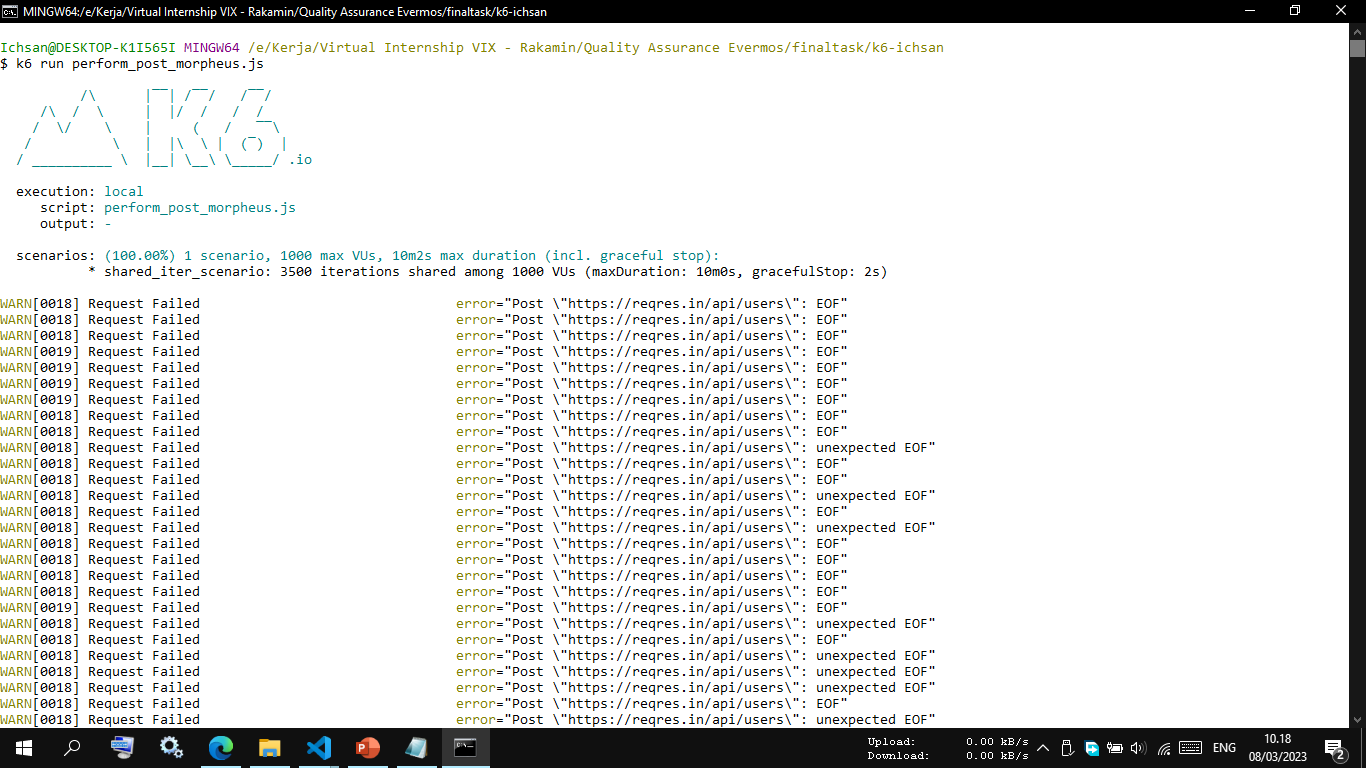 MINGW64:/e/Kerja/Virtual Internship VIX - Rakamin/Quality Assurance Evermos/finaltask/k6-ichsan
Ichsan@DESKTOP-K1I565I MINGW64 /e/Kerja/Virtual Internship VIX - Rakamin/Quality Assurance Evermos/finaltask/k6-ichsan
$ k6 run perform_post_morpheus.js
K6 .io
execution: local
script: perform_post_morpheus.js
output: -
scenarios: (100.00%) 1 scenario, 1000 max VUs, 10m2s max duration (incl. graceful stop):
* shared_iter_scenario: 3500 iterations shared among 1000 VUs (maxDuration: 10m0s, gracefulStop: 2s)
WARN[0018] Request Failed error="Post \"https://reqres.in/api/users\": EOF"
WARN[0018] Request Failed error="Post \"https://reqres.in/api/users\": EOF"
WARN[0018] Request Failed error="Post \"https://reqres.in/api/users\": EOF"
WARN[0019] Request Failed error="Post \"https://reqres.in/api/users\": EOF"
WARN[0019] Request Failed error="Post \"https://reqres.in/api/users\": EOF"
WARN[0019] Request Failed error="Post \"https://reqres.in/api/users\": EOF"
WARN[0019] Request Failed error="Post \"https://reqres.in/api/users\": EOF"
WARN[0018] Request Failed error="Post \"https://reqres.in/api/users\": EOF"
WARN[0018] Request Failed error="Post \"https://reqres.in/api/users\": EOF"
WARN[0018] Request Failed error="Post \"https://reqres.in/api/users\": unexpected EOF"
WARN[0018] Request Failed error="Post \"https://reqres.in/api/users\": EOF"
WARN[0018] Request Failed error="Post \"https://reqres.in/api/users\": EOF"
WARN[0018] Request Failed error="Post \"https://reqres.in/api/users\": unexpected EOF"
WARN[0018] Request Failed error="Post \"https://reqres.in/api/users\": EOF"
WARN[0018] Request Failed error="Post \"https://reqres.in/api/users\": unexpected EOF"
WARN[0018] Request Failed error="Post \"https://reqres.in/api/users\": EOF"
WARN[0018] Request Failed error="Post \"https://reqres.in/api/users\": EOF"
WARN[0018] Request Failed error="Post \"https://reqres.in/api/users\": EOF"
WARN[0018] Request Failed error="Post \"https://reqres.in/api/users\": EOF"
WARN[0019] Request Failed error="Post \"https://reqres.in/api/users\": EOF"
WARN[0018] Request Failed error="Post \"https://reqres.in/api/users\": unexpected EOF"
WARN[0018] Request Failed error="Post \"https://reqres.in/api/users\": EOF"
WARN[0018] Request Failed error="Post \"https://reqres.in/api/users\": unexpected EOF"
WARN[0018] Request Failed error="Post \"https://reqres.in/api/users\": unexpected EOF"
WARN[0018] Request Failed error="Post \"https://reqres.in/api/users\": unexpected EOF"
WARN[0018] Request Failed error="Post \"https://reqres.in/api/users\": EOF"
WARN[0018] Request Failed error="Post \"https://reqres.in/api/users\": unexpected EOF"
Upload: 0.00 kB/s
Download: 0.00 kB/s
ENG
10.18
08/03/2023
2